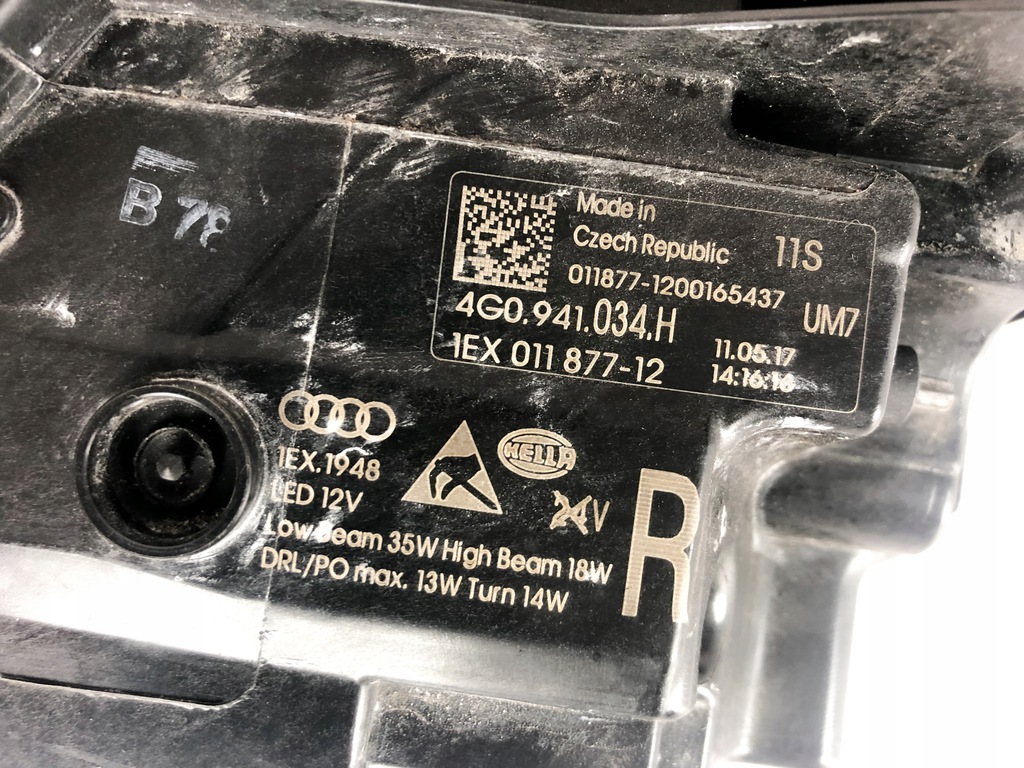 B 78
Made in
Czech Republic
11S
011877-1200165437
4G0.941.034.H
UM7
1EX 011 877-12
11.05.17
14:16:16
1EX.1948
HELLA
LED 12V
24V
R
Low Beam 35W High Beam 18W
DRL/PO max. 13W Turn 14W